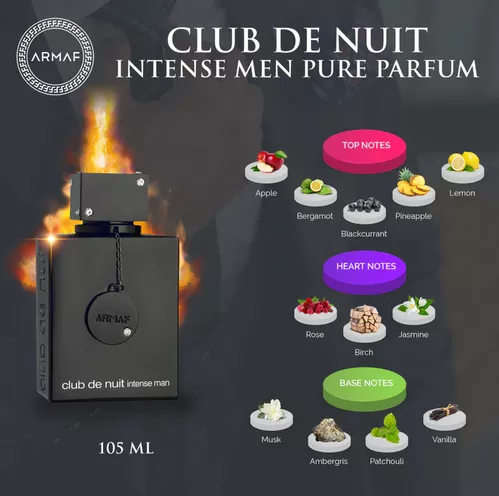 ARMAF
CLUB DE NUIT
INTENSE MEN PURE PARFUM
TOP NOTES
Apple
Bergamot
Blackcurrant
Pineapple
Lemon
HEART NOTES
Rose
Birch
Jasmine
BASE NOTES
Musk
Ambergris
Patchouli
Vanilla
ARMAF
club de nuit intense man
105 ML